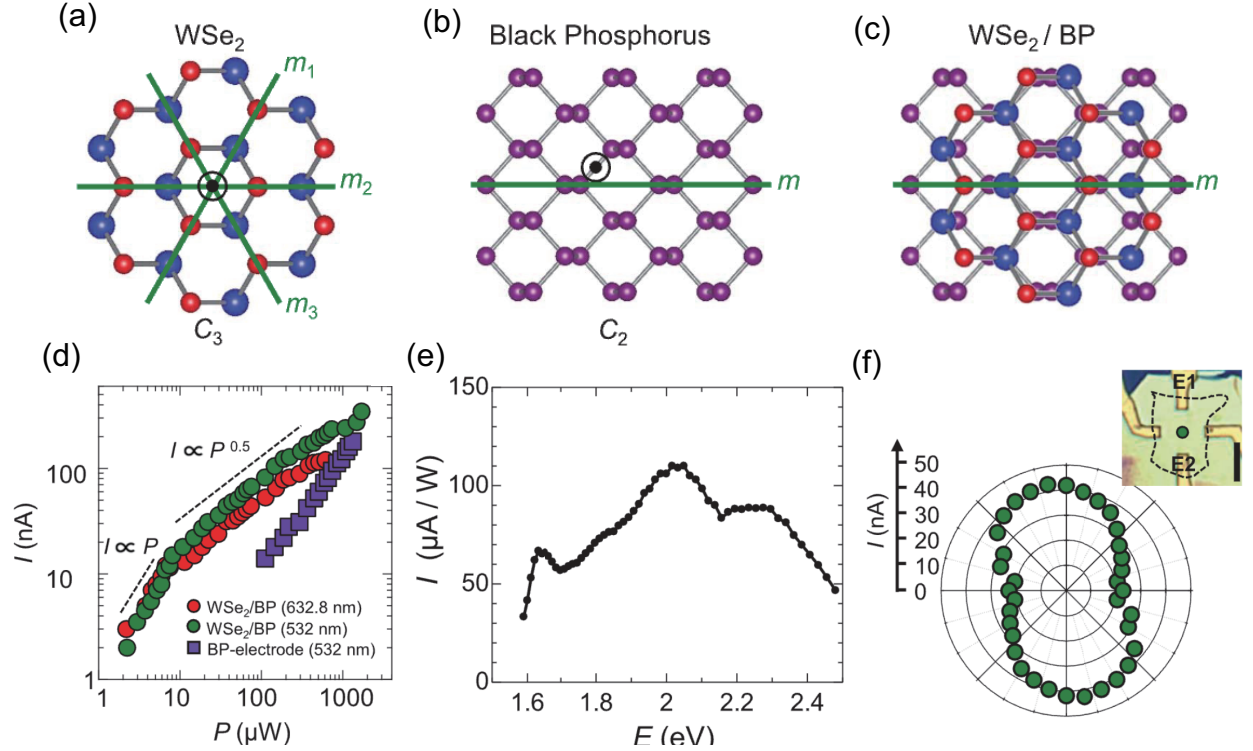 (a)
WSe₂
m₁
m₂
m₃
C₃
(b)
Black Phosphorus
m
C₂
(c)
WSe₂ / BP
m
(d)
I (nA)
100
10
1
I ∝ P^0.5
I ∝ P
WSe₂/BP (632.8 nm)
WSe₂/BP (532 nm)
BP-electrode (532 nm)
1 10 100 1000
P (µW)
(e)
I (µA / W)
150
100
50
0
1.6 1.8 2 2.2 2.4
E (eV)
(f)
E1
E2
I (nA)
50
40
30
20
10
0